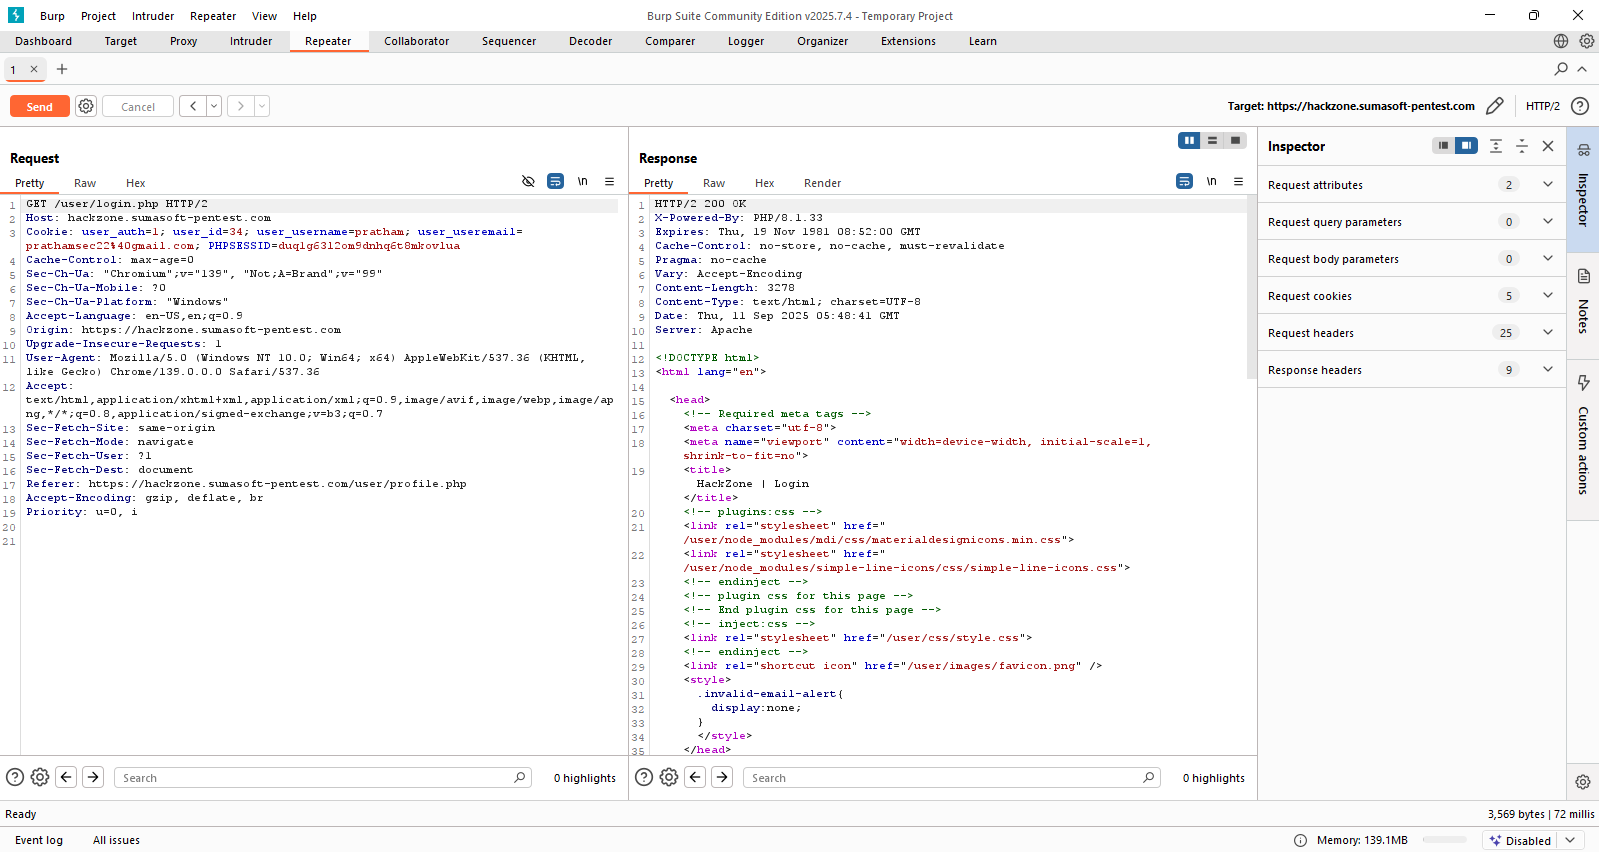 Burp Project Intruder Repeater View Help
Burp Suite Community Edition v2025.7.4 - Temporary Project
Dashboard Target Proxy Intruder Repeater Collaborator Sequencer Decoder Comparer Logger Organizer Extensions Learn
1 ×
Send Cancel
Target: https://hackzone.sumasoft-pentest.com HTTP/2
Request
Pretty Raw Hex \n
1 GET /user/login.php HTTP/2
2 Host: hackzone.sumasoft-pentest.com
3 Cookie: user_auth=1; user_id=34; user_username=pratham; user_useremail=
prathamsec22%40gmail.com; PHPSESSID=duqlg63l2om9dnhq6t8mkovlua
4 Cache-Control: max-age=0
5 Sec-Ch-Ua: "Chromium";v="139", "Not;A=Brand";v="99"
6 Sec-Ch-Ua-Mobile: ?0
7 Sec-Ch-Ua-Platform: "Windows"
8 Accept-Language: en-US,en;q=0.9
9 Origin: https://hackzone.sumasoft-pentest.com
10 Upgrade-Insecure-Requests: 1
11 User-Agent: Mozilla/5.0 (Windows NT 10.0; Win64; x64) AppleWebKit/537.36 (KHTML,
like Gecko) Chrome/139.0.0.0 Safari/537.36
12 Accept:
text/html,application/xhtml+xml,application/xml;q=0.9,image/avif,image/webp,image/ap
ng,*/*;q=0.8,application/signed-exchange;v=b3;q=0.7
13 Sec-Fetch-Site: same-origin
14 Sec-Fetch-Mode: navigate
15 Sec-Fetch-User: ?1
16 Sec-Fetch-Dest: document
17 Referer: https://hackzone.sumasoft-pentest.com/user/profile.php
18 Accept-Encoding: gzip, deflate, br
19 Priority: u=0, i
20
21
Search 0 highlights
Response
Pretty Raw Hex Render \n
1 HTTP/2 200 OK
2 X-Powered-By: PHP/8.1.33
3 Expires: Thu, 19 Nov 1981 08:52:00 GMT
4 Cache-Control: no-store, no-cache, must-revalidate
5 Pragma: no-cache
6 Vary: Accept-Encoding
7 Content-Length: 3278
8 Content-Type: text/html; charset=UTF-8
9 Date: Thu, 11 Sep 2025 05:48:41 GMT
10 Server: Apache
11
12 <!DOCTYPE html>
13 <html lang="en">
14
15 <head>
16 <!-- Required meta tags -->
17 <meta charset="utf-8">
18 <meta name="viewport" content="width=device-width, initial-scale=1,
shrink-to-fit=no">
19 <title>
HackZone | Login
</title>
20 <!-- plugins:css -->
21 <link rel="stylesheet" href="
/user/node_modules/mdi/css/materialdesignicons.min.css">
22 <link rel="stylesheet" href="
/user/node_modules/simple-line-icons/css/simple-line-icons.css">
23 <!-- endinject -->
24 <!-- plugin css for this page -->
25 <!-- End plugin css for this page -->
26 <!-- inject:css -->
27 <link rel="stylesheet" href="/user/css/style.css">
28 <!-- endinject -->
29 <link rel="shortcut icon" href="/user/images/favicon.png" />
30 <style>
31 .invalid-email-alert{
32 display:none;
33 }
34 </style>
35 </head>
Search 0 highlights
Inspector
Request attributes 2
Request query parameters 0
Request body parameters 0
Request cookies 5
Request headers 25
Response headers 9
Inspector
Notes
Custom actions
Ready
3,569 bytes | 72 millis
Event log All issues
Memory: 139.1MB Disabled